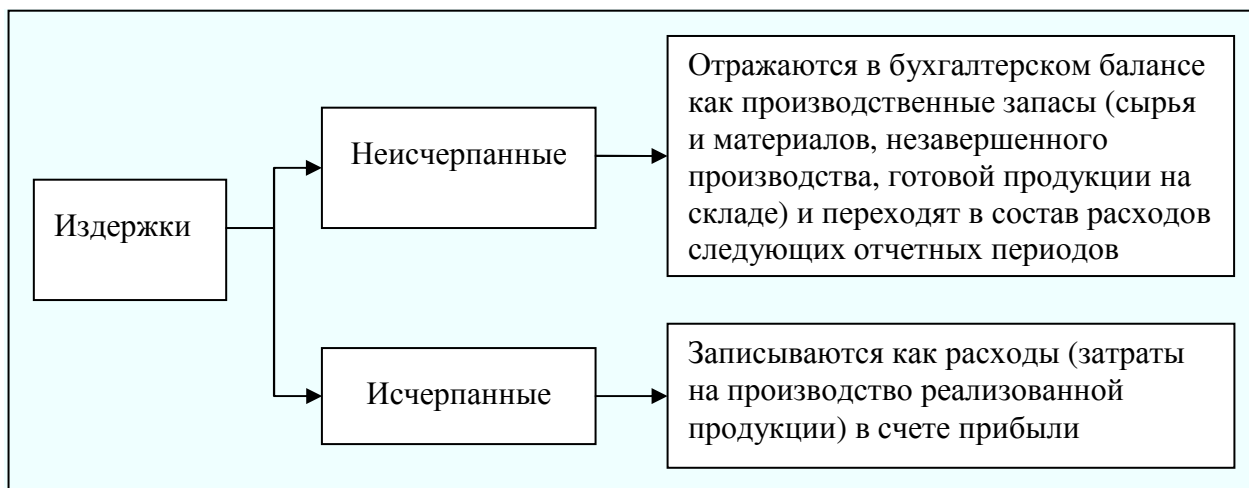 Издержки
Неисчерпанные
Отражаются в бухгалтерском балансе
как производственные запасы (сырья
и материалов, незавершенного
производства, готовой продукции на
складе) и переходят в состав расходов
следующих отчетных периодов
Исчерпанные
Записываются как расходы (затраты
на производство реализованной
продукции) в счете прибыли